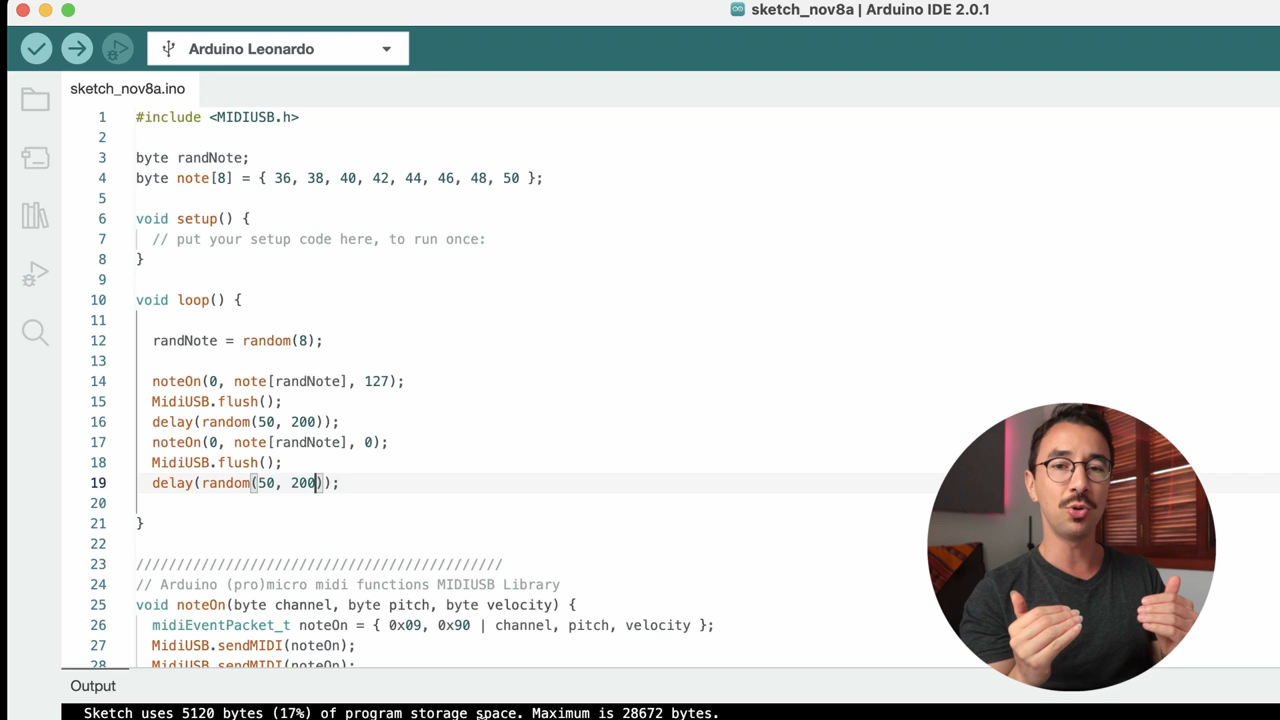 sketch_nov8a | Arduino IDE 2.0.1
Arduino Leonardo
sketch_nov8a.ino
1 #include <MIDIUSB.h>
2
3 byte randNote;
4 byte note[8] = { 36, 38, 40, 42, 44, 46, 48, 50 };
5
6 void setup() {
7 // put your setup code here, to run once:
8 }
9
10 void loop() {
11
12 randNote = random(8);
13
14 noteOn(0, note[randNote], 127);
15 MidiUSB.flush();
16 delay(random(50, 200));
17 noteOn(0, note[randNote], 0);
18 MidiUSB.flush();
19 delay(random(50, 200));
20
21 }
22
23 /////////////////////////////////////////////
24 // Arduino (pro)micro midi functions MIDIUSB Library
25 void noteOn(byte channel, byte pitch, byte velocity) {
26 midiEventPacket_t noteOn = { 0x09, 0x90 | channel, pitch, velocity };
27 MidiUSB.sendMIDI(noteOn);
28 MidiUSB.sendMIDI(noteOn);
Output
Sketch uses 5120 bytes (17%) of program storage space. Maximum is 28672 bytes.